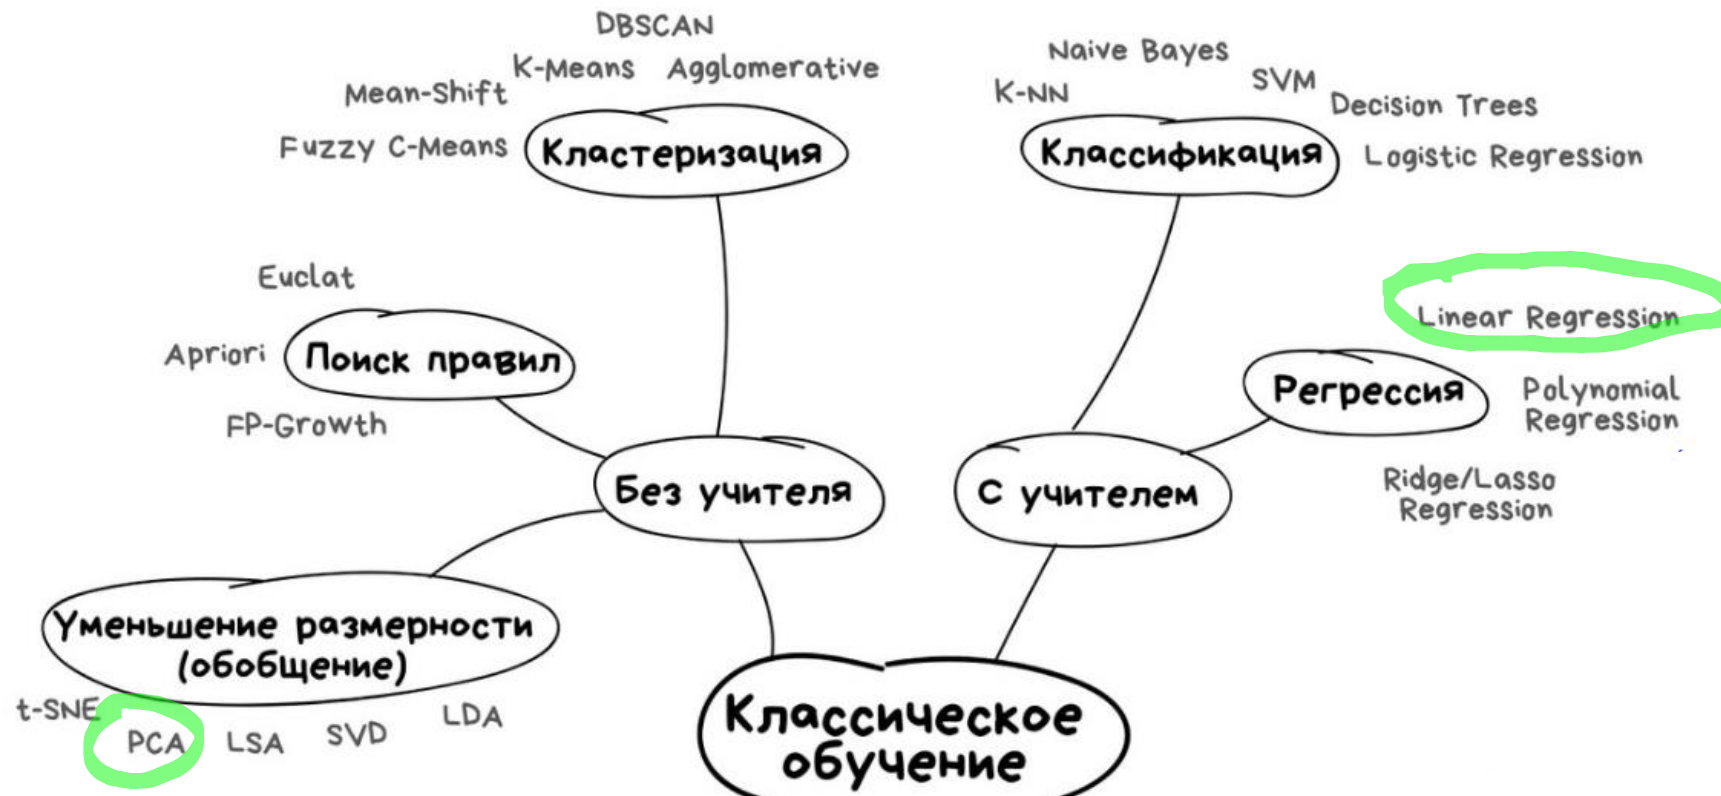 DBSCAN
K-Means
Agglomerative
Mean-Shift
Fuzzy C-Means
Кластеризация
Naive Bayes
K-NN
SVM
Decision Trees
Классификация
Logistic Regression
Euclat
Apriori
Поиск правил
FP-Growth
Linear Regression
Регрессия
Polynomial
Regression
Ridge/Lasso
Regression
Без учителя
С учителем
Уменьшение размерности
(обобщение)
t-SNE
PCA
LSA
SVD
LDA
Классическое
обучение